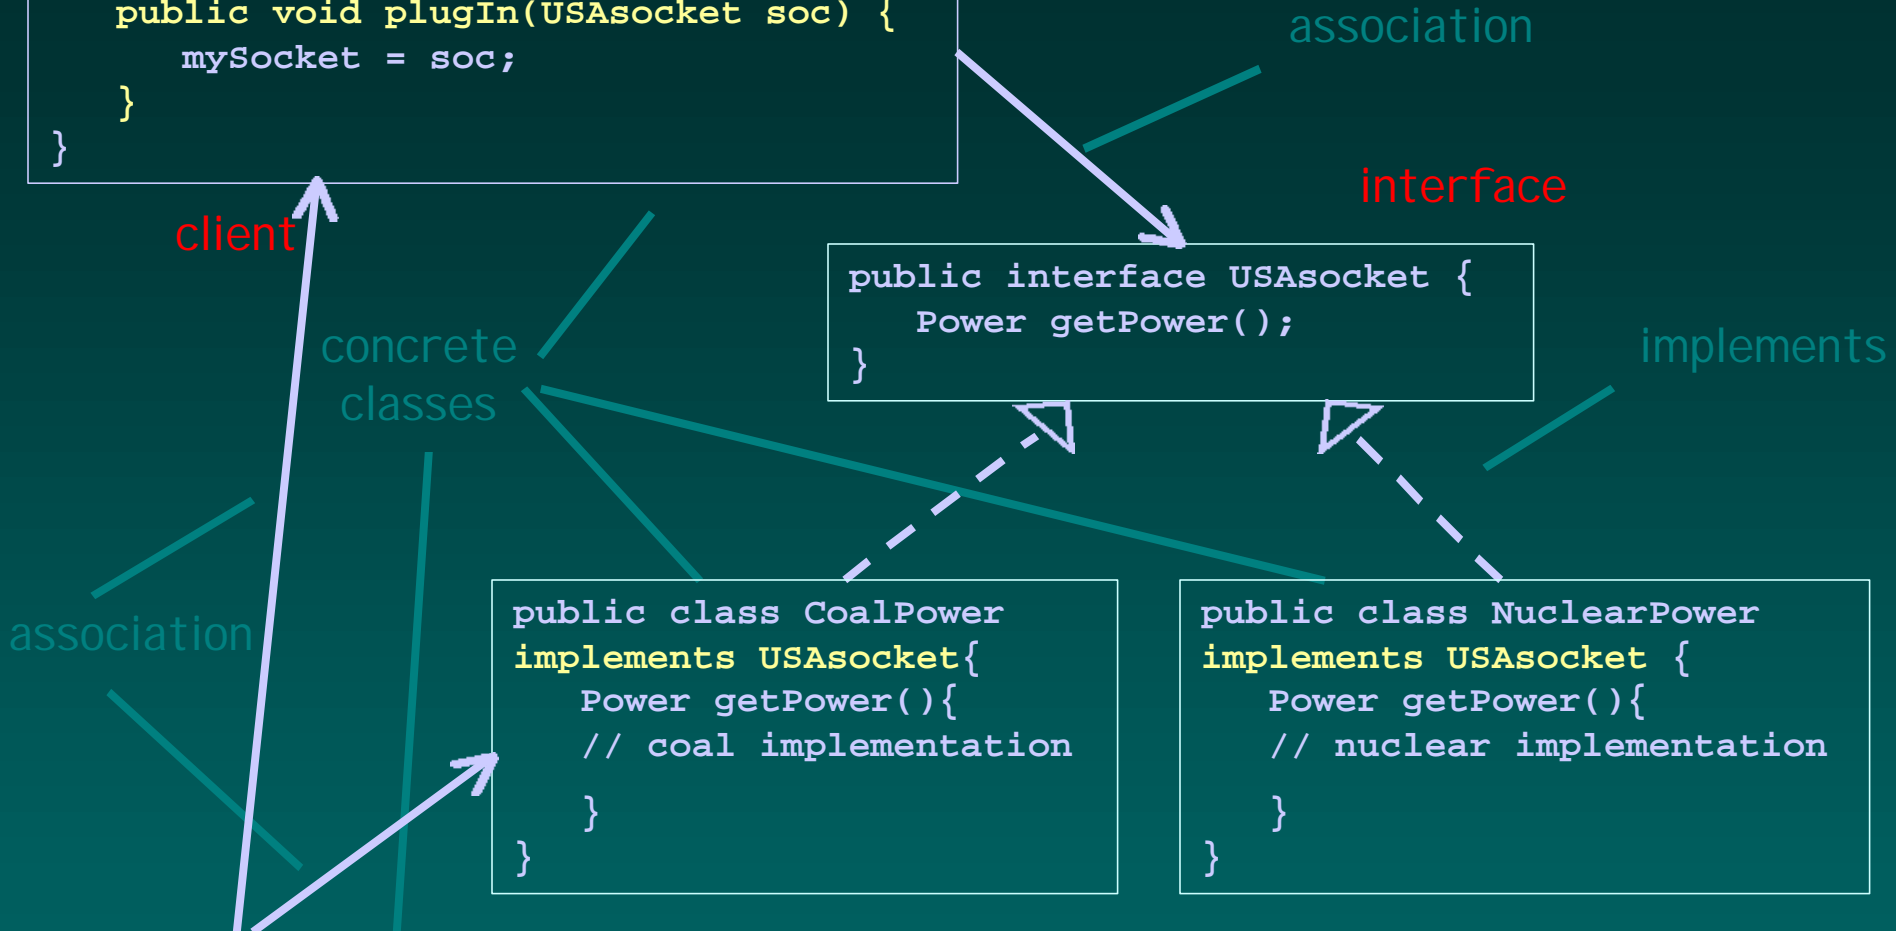 public void plugIn(USAsocket soc) {
mySocket = soc;
}
}
association
interface
client
public interface USAsocket {
Power getPower();
}
concrete
classes
implements
association
public class CoalPower
implements USAsocket{
Power getPower(){
// coal implementation
}
}
public class NuclearPower
implements USAsocket {
Power getPower(){
// nuclear implementation
}
}